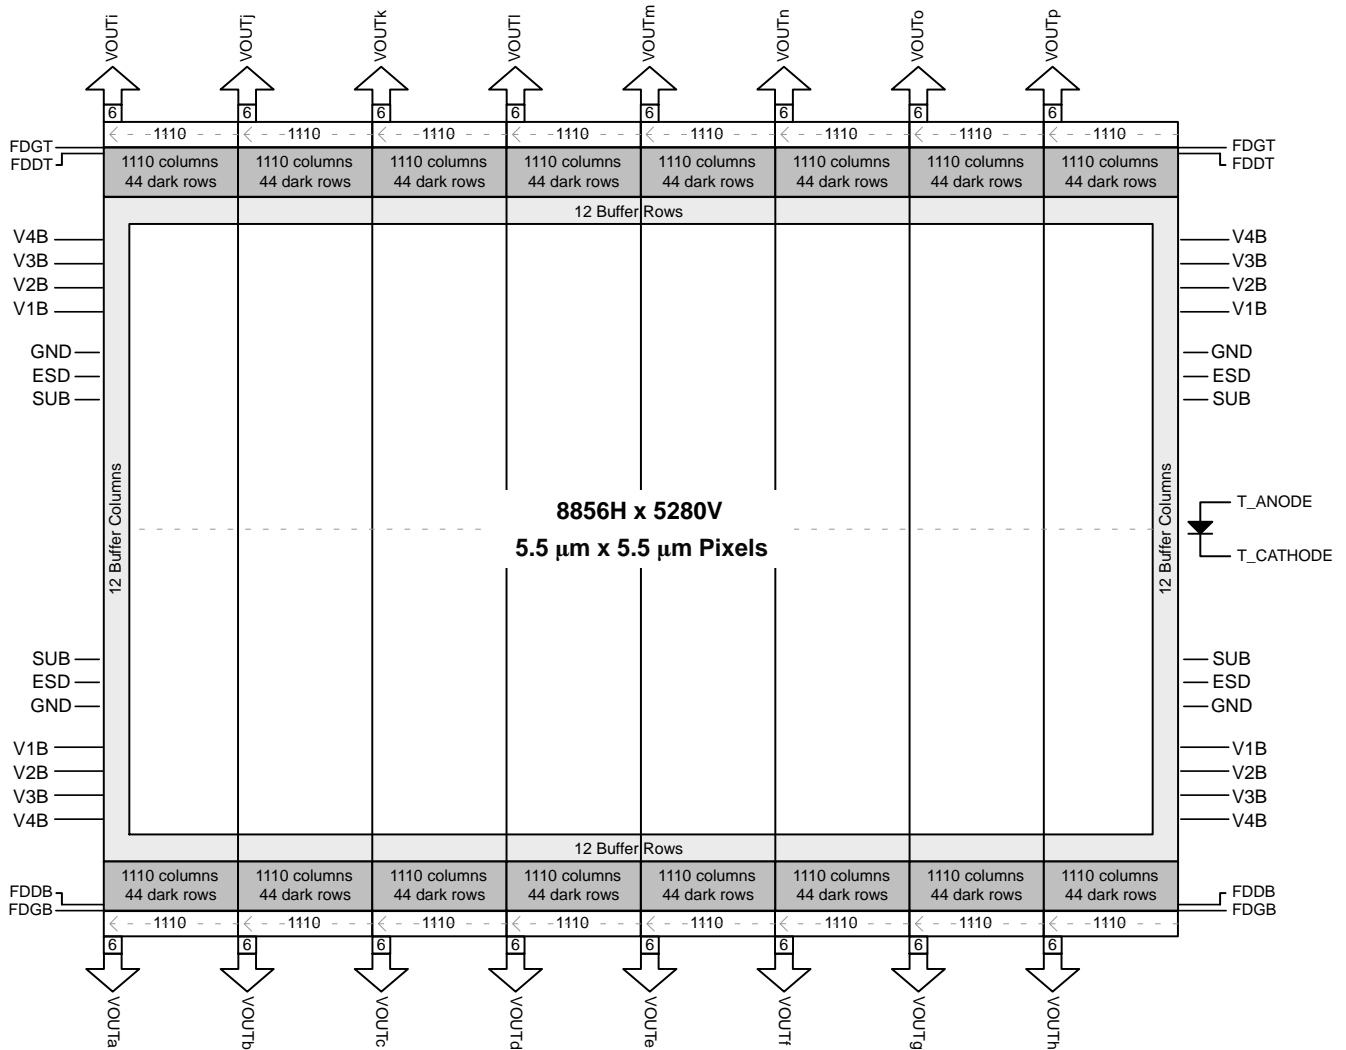 VOUTi VOUTj VOUTk VOUTl VOUTm VOUTn VOUTo VOUTp
6 6 6 6 6 6 6 6
1110 1110 1110 1110 1110 1110 1110 1110
FDGT FDGT
FDDT FDDT
1110 columns 1110 columns 1110 columns 1110 columns 1110 columns 1110 columns 1110 columns 1110 columns
44 dark rows 44 dark rows 44 dark rows 44 dark rows 44 dark rows 44 dark rows 44 dark rows 44 dark rows
12 Buffer Rows
V4B V4B
V3B V3B
V2B V2B
V1B V1B
GND GND
ESD ESD
SUB SUB
12 Buffer Columns
8856H x 5280V
5.5 μm x 5.5 μm Pixels
12 Buffer Columns
T_ANODE
T_CATHODE
SUB SUB
ESD ESD
GND GND
V1B V1B
V2B V2B
V3B V3B
V4B V4B
12 Buffer Rows
1110 columns 1110 columns 1110 columns 1110 columns 1110 columns 1110 columns 1110 columns 1110 columns
44 dark rows 44 dark rows 44 dark rows 44 dark rows 44 dark rows 44 dark rows 44 dark rows 44 dark rows
FDDB FDDB
FDGB FDGB
1110 1110 1110 1110 1110 1110 1110 1110
6 6 6 6 6 6 6 6
VOUTa VOUTb VOUTc VOUTd VOUTe VOUTf VOUTg VOUTh